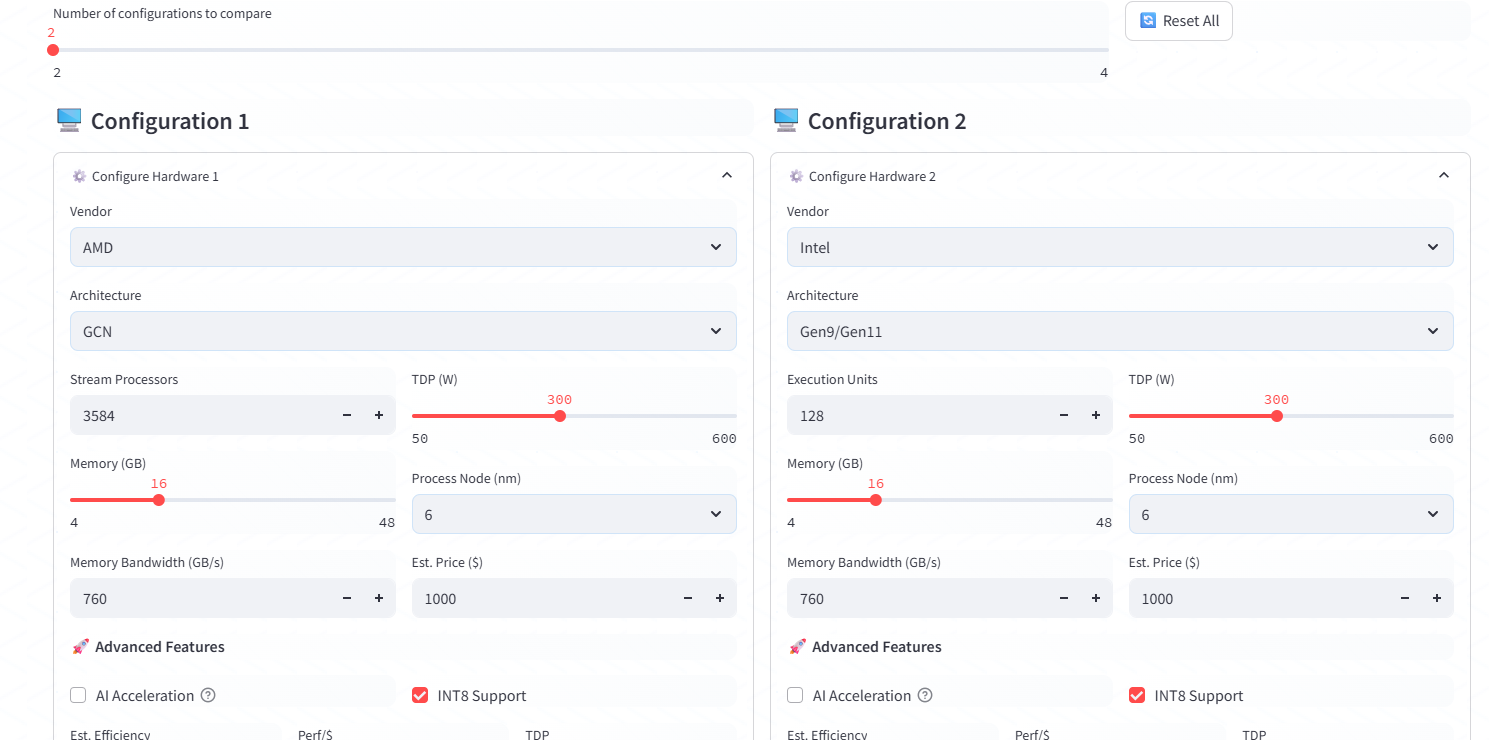 Number of configurations to compare
2
2 4
Reset All
Configuration 1
Configure Hardware 1
Vendor
AMD
Architecture
GCN
Stream Processors
3584
TDP (W)
300
50 600
Memory (GB)
16
4 48
Process Node (nm)
6
Memory Bandwidth (GB/s)
760
Est. Price ($)
1000
Advanced Features
AI Acceleration
INT8 Support
Est. Efficiency Perf/$ TDP
Configuration 2
Configure Hardware 2
Vendor
Intel
Architecture
Gen9/Gen11
Execution Units
128
TDP (W)
300
50 600
Memory (GB)
16
4 48
Process Node (nm)
6
Memory Bandwidth (GB/s)
760
Est. Price ($)
1000
Advanced Features
AI Acceleration
INT8 Support
Est. Efficiency Perf/$ TDP